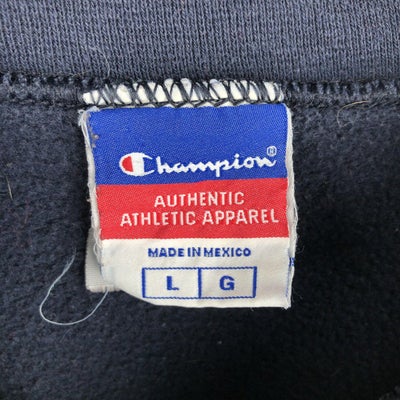 Champion®
AUTHENTIC
ATHLETIC APPAREL
MADE IN MEXICO
L G